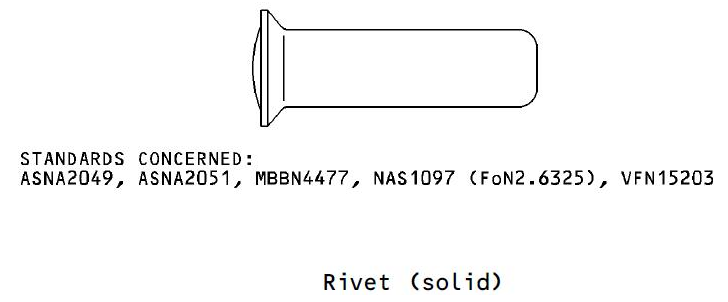 STANDARDS CONCERNED:
ASNA2049, ASNA2051, MBBN4477, NAS1097 (FoN2.6325), VFN15203
Rivet (solid)